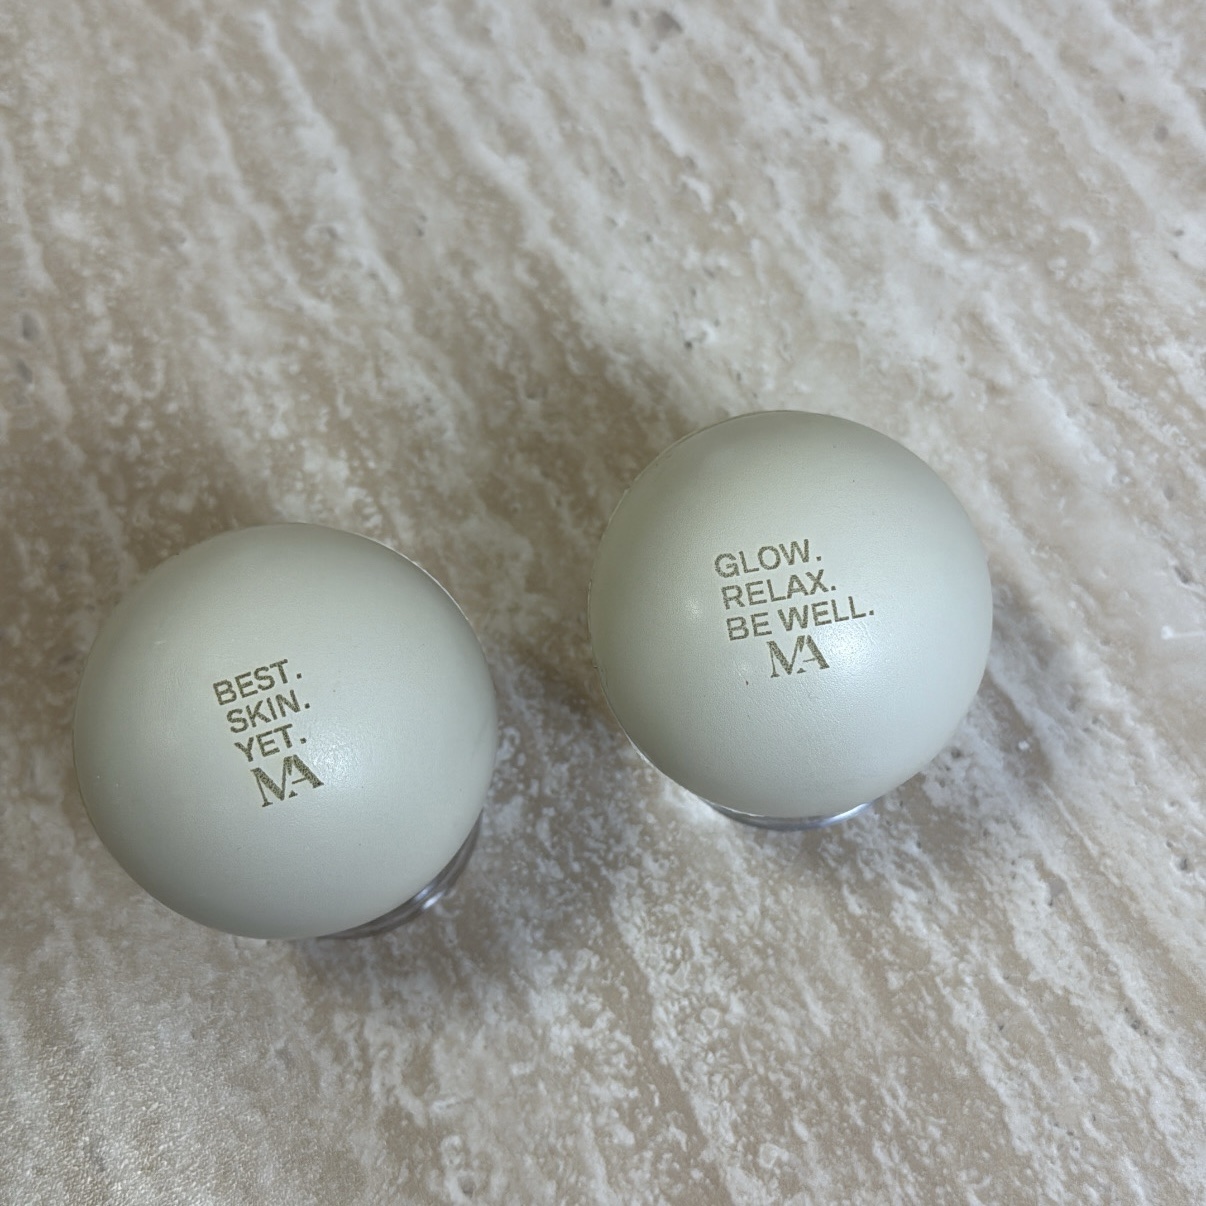 BEST.
SKIN.
YET.
MA
GLOW.
RELAX.
BE WELL.
MA